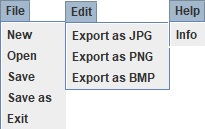 File
New
Open
Save
Save as
Exit
Edit
Export as JPG
Export as PNG
Export as BMP
Help
Info